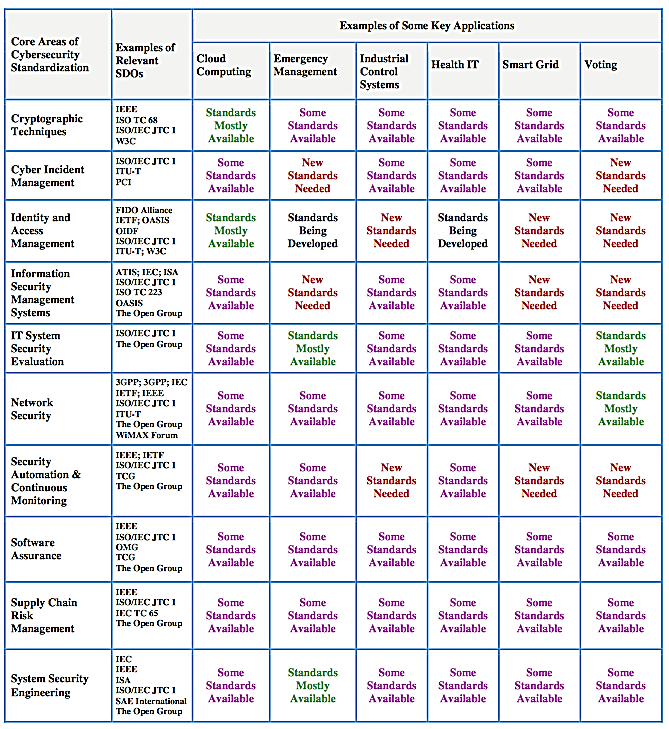 Examples of Some Key Applications
Core Areas of
Cybersecurity
Standardization
Examples of
Relevant
SDOs
Cloud
Computing
Emergency
Management
Industrial
Control
Systems
Health IT
Smart Grid
Voting
Cryptographic
Techniques
IEEE
ISO TC 68
ISO/IEC JTC 1
W3C
Standards
Mostly
Available
Some
Standards
Available
Some
Standards
Available
Some
Standards
Available
Some
Standards
Available
Some
Standards
Available
Cyber Incident
Management
ISO/IEC JTC 1
ITU-T
PCI
Some
Standards
Available
New
Standards
Needed
Some
Standards
Available
Some
Standards
Available
Some
Standards
Available
New
Standards
Needed
Identity and
Access
Management
FIDO Alliance
IETF; OASIS
OIDF
ISO/IEC JTC 1
ITU-T; W3C
Standards
Mostly
Available
Standards
Being
Developed
New
Standards
Needed
Standards
Being
Developed
New
Standards
Needed
New
Standards
Needed
Information
Security
Management
Systems
ATIS; IEC; ISA
ISO/IEC JTC 1
ISO TC 223
OASIS
The Open Group
Some
Standards
Available
New
Standards
Needed
Some
Standards
Available
Some
Standards
Available
New
Standards
Needed
New
Standards
Needed
IT System
Security
Evaluation
ISO/IEC JTC 1
The Open Group
Some
Standards
Available
Standards
Mostly
Available
Some
Standards
Available
Some
Standards
Available
Some
Standards
Available
Standards
Mostly
Available
Network
Security
3GPP; 3GPP; IEC
IETF; IEEE
ISO/IEC JTC 1
ITU-T
The Open Group
WiMAX Forum
Some
Standards
Available
Some
Standards
Available
Some
Standards
Available
Some
Standards
Available
Some
Standards
Available
Standards
Mostly
Available
Security
Automation &
Continuous
Monitoring
IEEE; IETF
ISO/IEC JTC 1
TCG
The Open Group
Some
Standards
Available
Some
Standards
Available
New
Standards
Needed
Some
Standards
Available
New
Standards
Needed
New
Standards
Needed
Software
Assurance
IEEE
ISO/IEC JTC 1
OMG
TCG
The Open Group
Some
Standards
Available
Some
Standards
Available
Some
Standards
Available
Some
Standards
Available
Some
Standards
Available
Some
Standards
Available
Supply Chain
Risk
Management
IEEE
ISO/IEC JTC 1
IEC TC 65
The Open Group
Some
Standards
Available
Some
Standards
Available
Some
Standards
Available
Some
Standards
Available
Some
Standards
Available
Some
Standards
Available
System Security
Engineering
IEC
IEEE
ISA
ISO/IEC JTC 1
SAE International
The Open Group
Some
Standards
Available
Standards
Mostly
Available
Some
Standards
Available
Some
Standards
Available
Some
Standards
Available
Some
Standards
Available